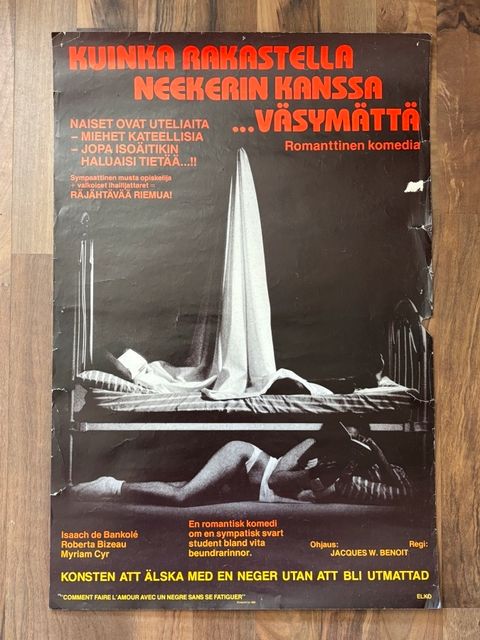 KUINKA RAKASTELLA
NEEKERIN KANSSA
...VÄSYMÄTTÄ
NAISET OVAT UTELIAITA
– MIEHET KATEELLISIA
– JOPA ISOÄITIKIN
HALUAISI TIETÄÄ...!!
Romanttinen komedia
Sympaattinen musta opiskelija
+ valkoiset ihailijattaret =
RÄJÄHTÄVÄÄ RIEMUA!
Isaach de Bankolé
Roberta Bizeau
Myriam Cyr
En romantisk komedi
om en sympatisk svart
student bland vita
beundrarinnor.
Ohjaus: Regi:
JACQUES W. BENOIT
KONSTEN ATT ÄLSKA MED EN NEGER UTAN ATT BLI UTMATTAD
"COMMENT FAIRE L'AMOUR AVEC UN NEGRE SANS SE FATIGUER"
ELKO